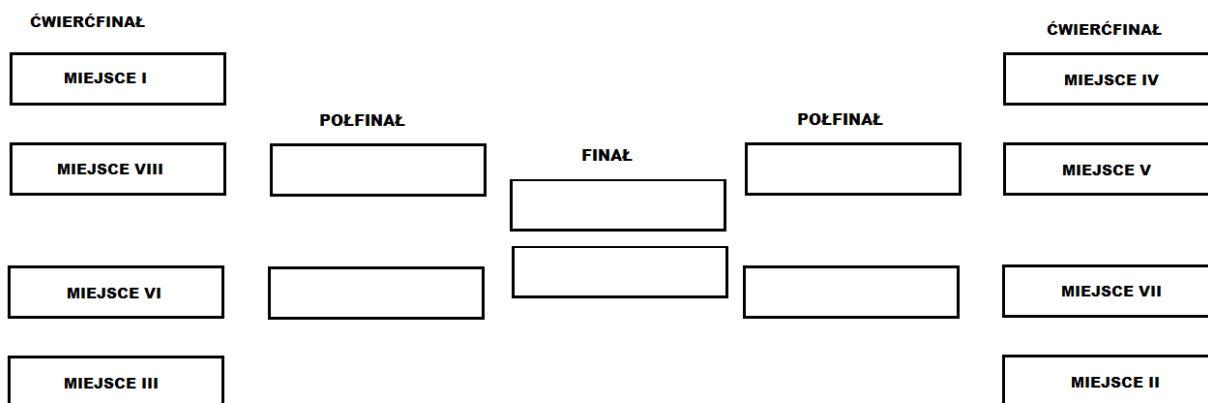 ĆWIERĆFINAŁ
ĆWIERĆFINAŁ
MIEJSCE I
MIEJSCE IV
POŁFINAŁ
POŁFINAŁ
FINAŁ
MIEJSCE VIII
MIEJSCE V
MIEJSCE VI
MIEJSCE VII
MIEJSCE III
MIEJSCE II